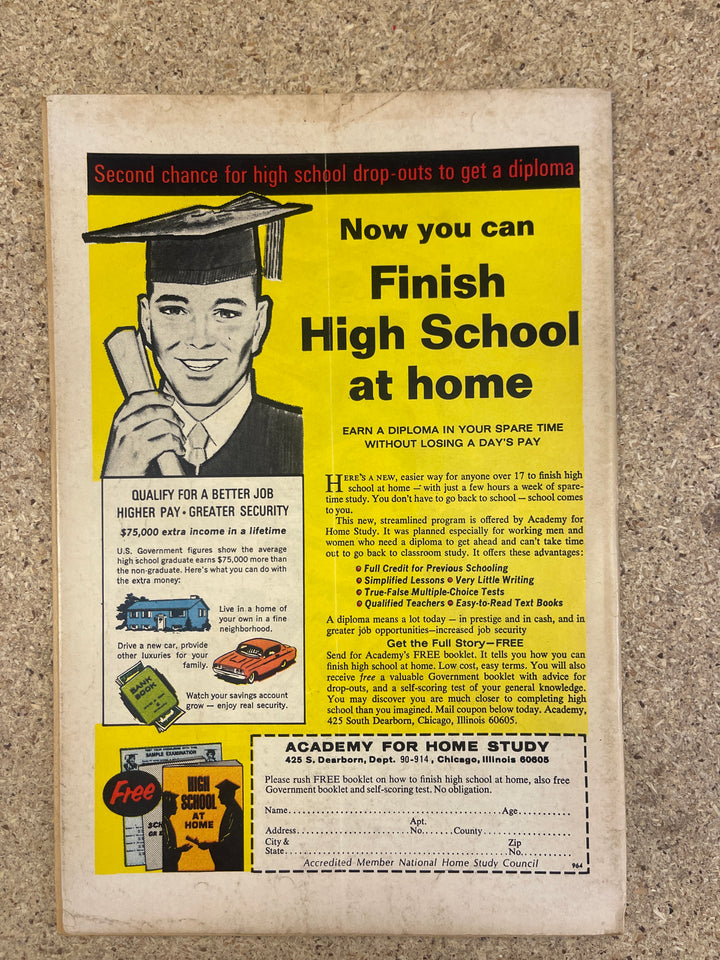 Second chance for high school drop-outs to get a diploma
Now you can
Finish
High School
at home
EARN A DIPLOMA IN YOUR SPARE TIME
WITHOUT LOSING A DAY'S PAY
QUALIFY FOR A BETTER JOB
HIGHER PAY • GREATER SECURITY
$75,000 extra income in a lifetime
U.S. Government figures show the average
high school graduate earns $75,000 more than
the non-graduate. Here's what you can do with
the extra money:
Live in a home of
your own in a fine
neighborhood.
Drive a new car, provide
other luxuries for your
family.
BANK
BOOK
Watch your savings account
grow — enjoy real security.
HERE'S A NEW, easier way for anyone over 17 to finish high
school at home — with just a few hours a week of spare-
time study. You don't have to go back to school — school comes
to you.
This new, streamlined program is offered by Academy for
Home Study. It was planned especially for working men and
women who need a diploma to get ahead and can't take time
out to go back to classroom study. It offers these advantages:
• Full Credit for Previous Schooling
• Simplified Lessons • Very Little Writing
• True-False Multiple-Choice Tests
• Qualified Teachers • Easy-to-Read Text Books
A diploma means a lot today — in prestige and in cash, and in
greater job opportunities—increased job security
Get the Full Story—FREE
Send for Academy's FREE booklet. It tells you how you can
finish high school at home. Low cost, easy terms. You will also
receive free a valuable Government booklet with advice for
drop-outs, and a self-scoring test of your general knowledge.
You may discover you are much closer to completing high
school than you imagined. Mail coupon below today. Academy,
425 South Dearborn, Chicago, Illinois 60605.
SAMPLE EXAMINATION
Free
HIGH
SCHOOL
AT
HOME
ACADEMY FOR HOME STUDY
425 S. Dearborn, Dept. 90-914, Chicago, Illinois 60605
Please rush FREE booklet on how to finish high school at home, also free
Government booklet and self-scoring test. No obligation.
Name.......................................................Age..........
Apt.
Address..............................No.......County....................
City & Zip
State.......................................................No..........
Accredited Member National Home Study Council 964